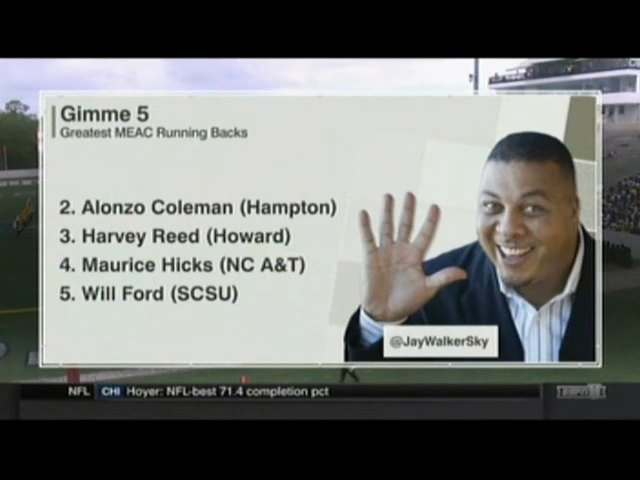 Gimme 5
Greatest MEAC Running Backs
2. Alonzo Coleman (Hampton)
3. Harvey Reed (Howard)
4. Maurice Hicks (NC A&T)
5. Will Ford (SCSU)
@JayWalkerSky
NFL CHI Hoyer: NFL-best 71.4 completion pct